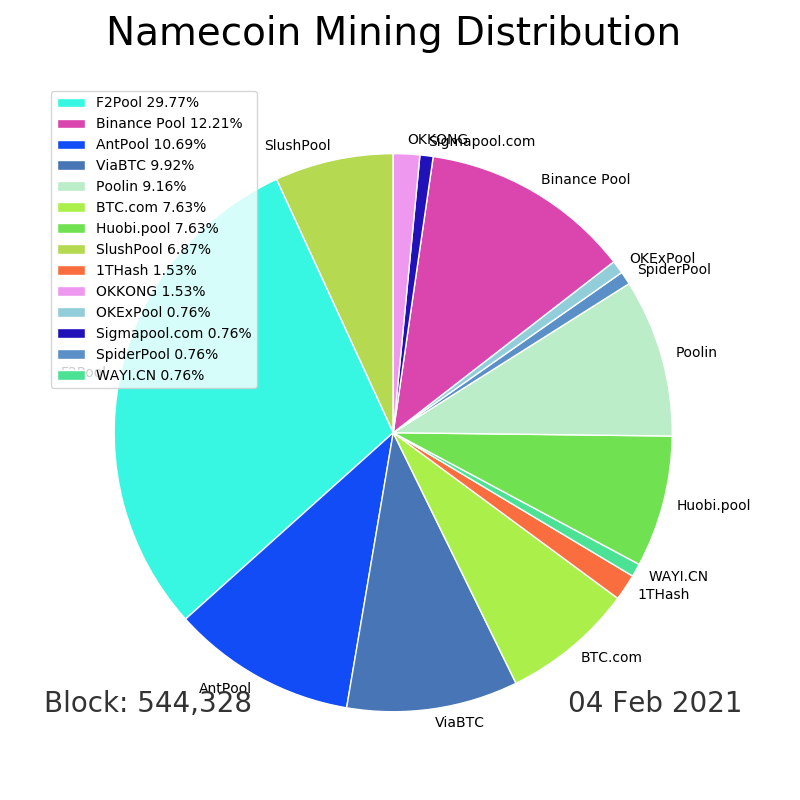 Namecoin Mining Distribution
F2Pool 29.77%
Binance Pool 12.21%
AntPool 10.69%
ViaBTC 9.92%
Poolin 9.16%
BTC.com 7.63%
Huobi.pool 7.63%
SlushPool 6.87%
1THash 1.53%
OKKONG 1.53%
OKExPool 0.76%
Sigmapool.com 0.76%
SpiderPool 0.76%
WAYI.CN 0.76%
SlushPool
OKKONG
Sigmapool.com
Binance Pool
OKExPool
SpiderPool
Poolin
F2Pool
Huobi.pool
WAYI.CN
1THash
BTC.com
AntPool
ViaBTC
Block: 544,328
04 Feb 2021